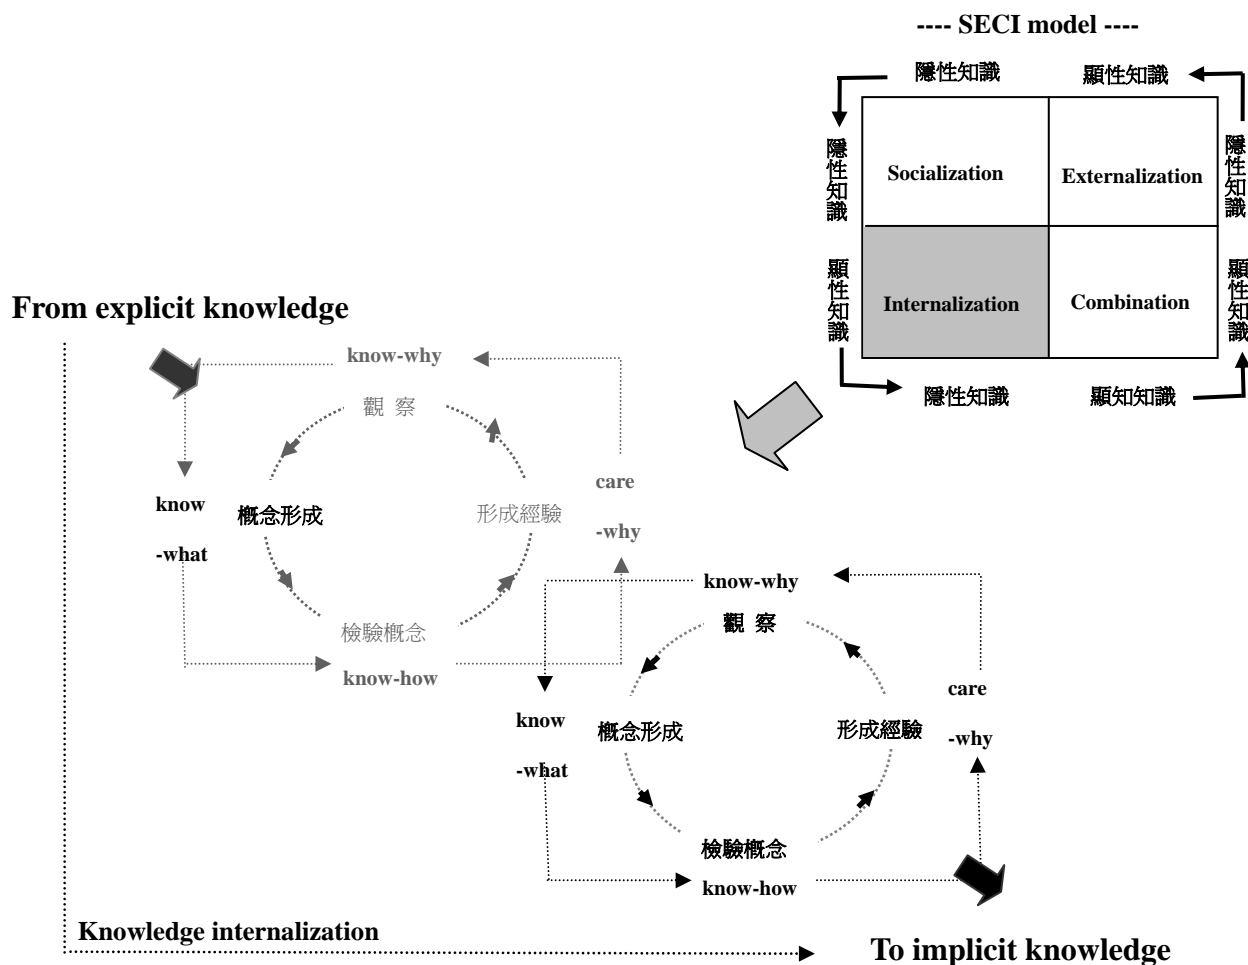 ---- SECI model ----
隱性知識 顯性知識
隱性知識
Socialization Externalization
隱性知識
顯性知識
Internalization Combination
顯性知識
隱性知識 顯知知識
From explicit knowledge
know-why
觀 察
care
-why
know
-what
概念形成 形成經驗
檢驗概念
know-how
know-why
觀 察
care
-why
know
-what
概念形成 形成經驗
檢驗概念
know-how
Knowledge internalization
To implicit knowledge